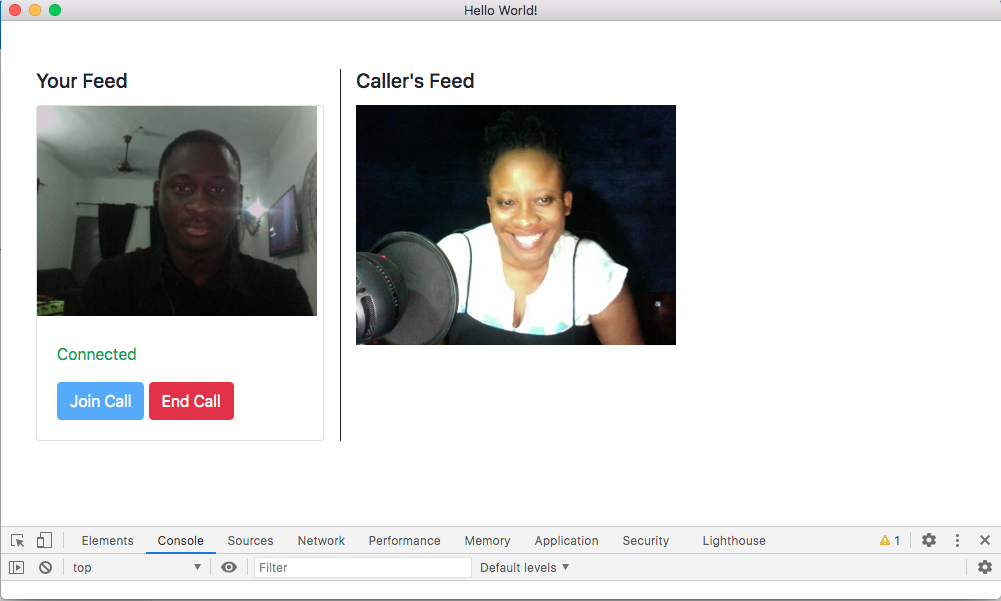 Hello World!
Your Feed
Caller's Feed
Connected
Join Call End Call
Elements Console Sources Network Performance Memory Application Security Lighthouse 1
top Filter Default levels